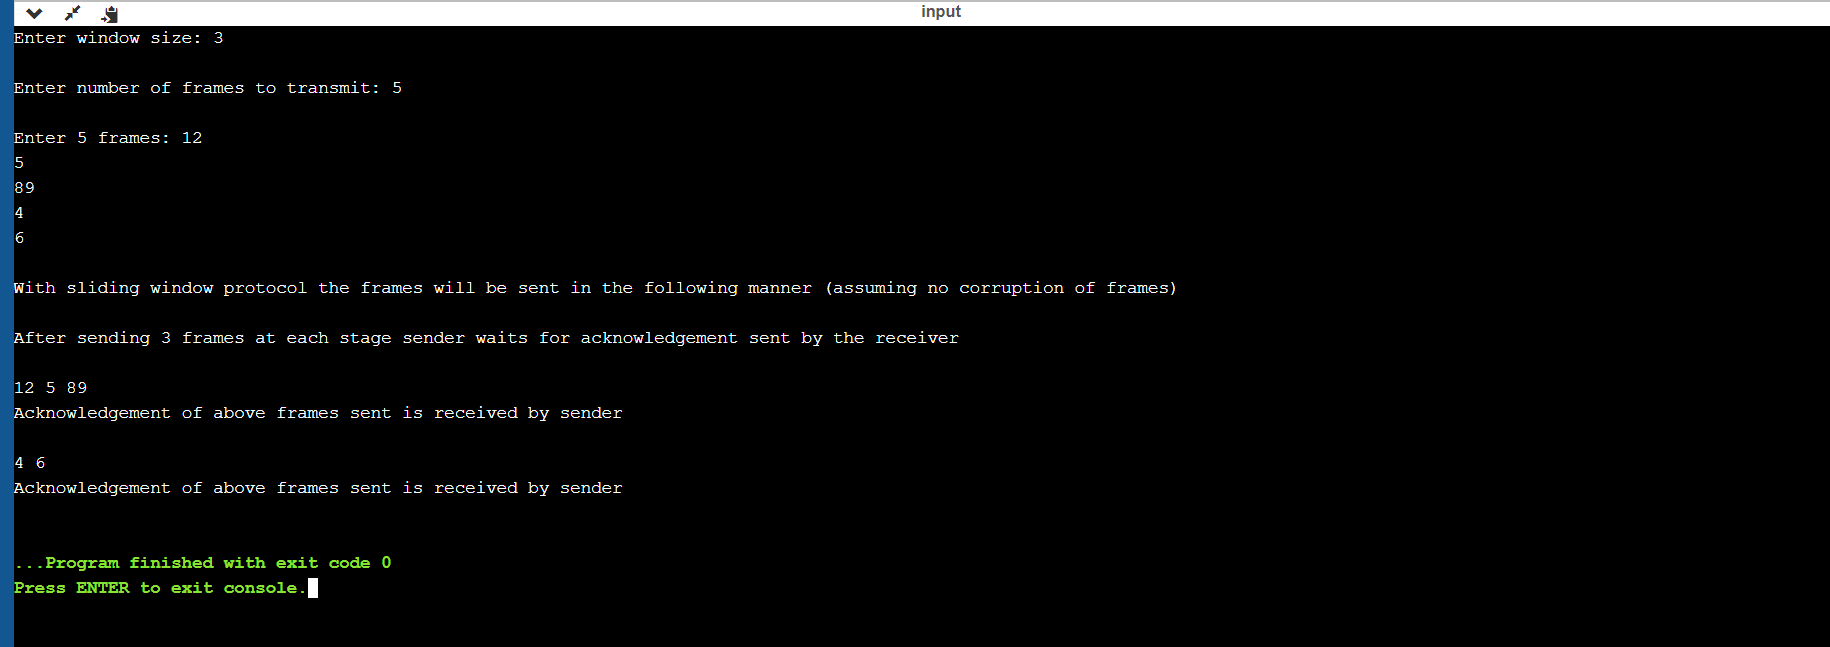 input
Enter window size: 3
Enter number of frames to transmit: 5
Enter 5 frames: 12
5
89
4
6
With sliding window protocol the frames will be sent in the following manner (assuming no corruption of frames)
After sending 3 frames at each stage sender waits for acknowledgement sent by the receiver
12 5 89
Acknowledgement of above frames sent is received by sender
4 6
Acknowledgement of above frames sent is received by sender
...Program finished with exit code 0
Press ENTER to exit console.